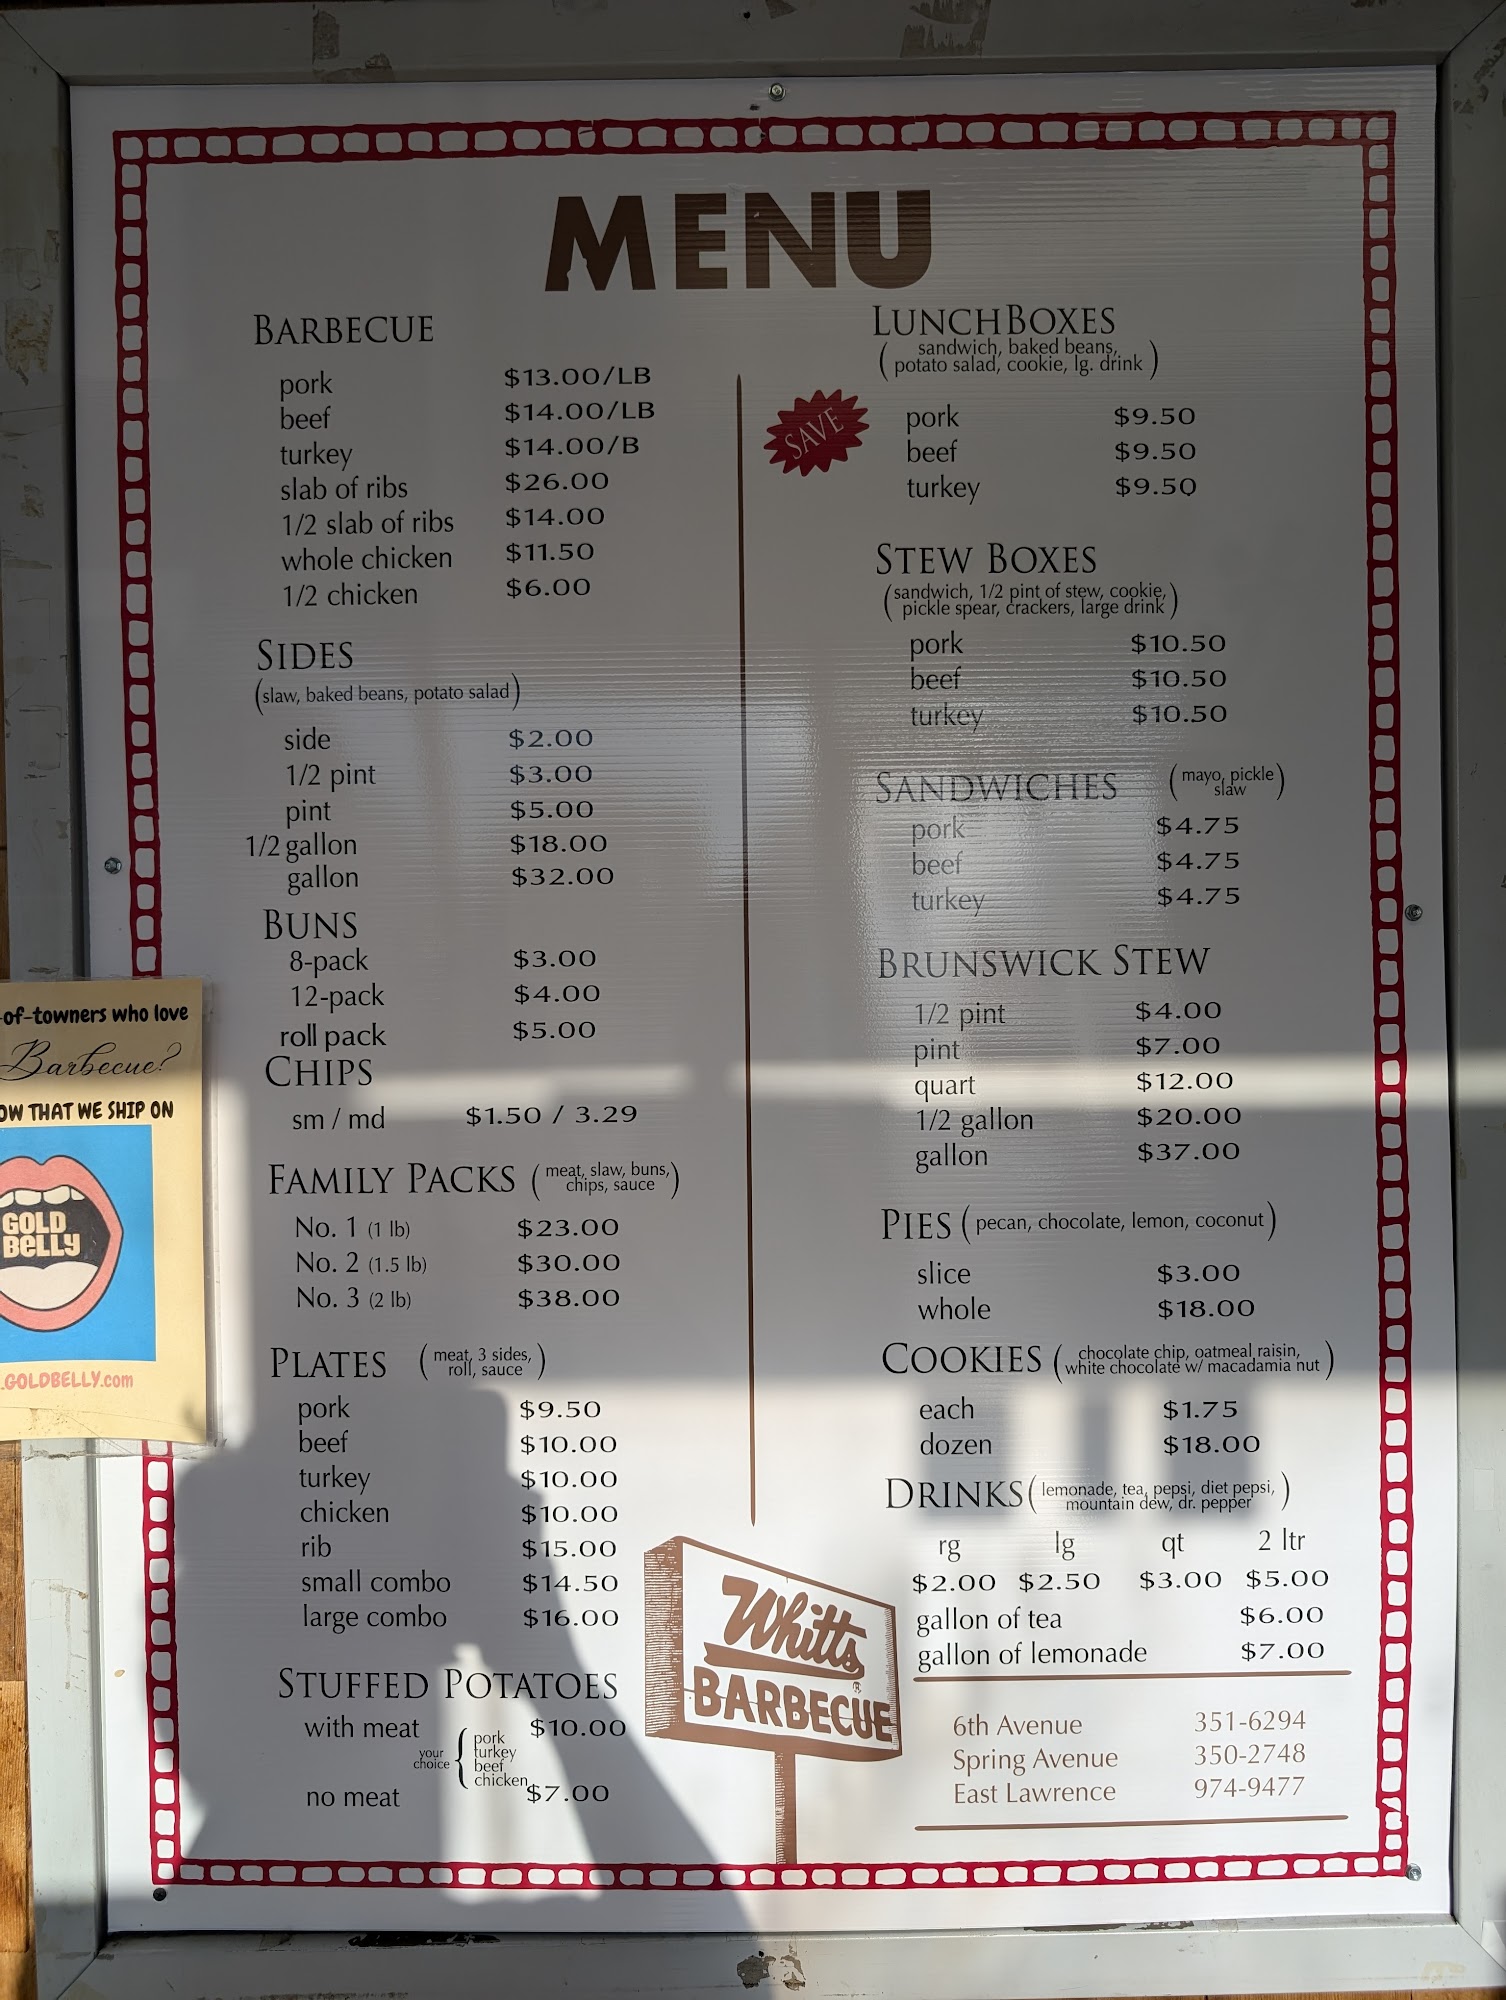 MENU
BARBECUE
pork $13.00/LB
beef $14.00/LB
turkey $14.00/B
slab of ribs $26.00
1/2 slab of ribs $14.00
whole chicken $11.50
1/2 chicken $6.00
SIDES
(slaw, baked beans, potato salad)
side $2.00
1/2 pint $3.00
pint $5.00
1/2 gallon $18.00
gallon $32.00
BUNS
8-pack $3.00
12-pack $4.00
roll pack $5.00
CHIPS
sm / md $1.50 / 3.29
FAMILY PACKS (meat, slaw, buns,
chips, sauce)
No. 1 (1 lb) $23.00
No. 2 (1.5 lb) $30.00
No. 3 (2 lb) $38.00
PLATES (meat, 3 sides,
roll, sauce)
pork $9.50
beef $10.00
turkey $10.00
chicken $10.00
rib $15.00
small combo $14.50
large combo $16.00
STUFFED POTATOES
with meat $10.00
your
choice
pork
turkey
beef
chicken
no meat $7.00
LUNCHBOXES
(sandwich, baked beans,
potato salad, cookie, lg. drink)
SAVE
pork $9.50
beef $9.50
turkey $9.50
STEW BOXES
(sandwich, 1/2 pint of stew, cookie,
pickle spear, crackers, large drink)
pork $10.50
beef $10.50
turkey $10.50
SANDWICHES (mayo, pickle
slaw)
pork $4.75
beef $4.75
turkey $4.75
BRUNSWICK STEW
1/2 pint $4.00
pint $7.00
quart $12.00
1/2 gallon $20.00
gallon $37.00
PIES (pecan, chocolate, lemon, coconut)
slice $3.00
whole $18.00
COOKIES (chocolate chip, oatmeal raisin,
white chocolate w/ macadamia nut)
each $1.75
dozen $18.00
DRINKS (lemonade, tea, pepsi, diet pepsi,
mountain dew, dr. pepper)
rg lg qt 2 ltr
$2.00 $2.50 $3.00 $5.00
gallon of tea $6.00
gallon of lemonade $7.00
Whitts ®
BARBECUE
6th Avenue 351-6294
Spring Avenue 350-2748
East Lawrence 974-9477
-of-towners who love
Barbecue?
OW THAT WE SHIP ON
GOLD
BELLY
.GOLDBELLY.com